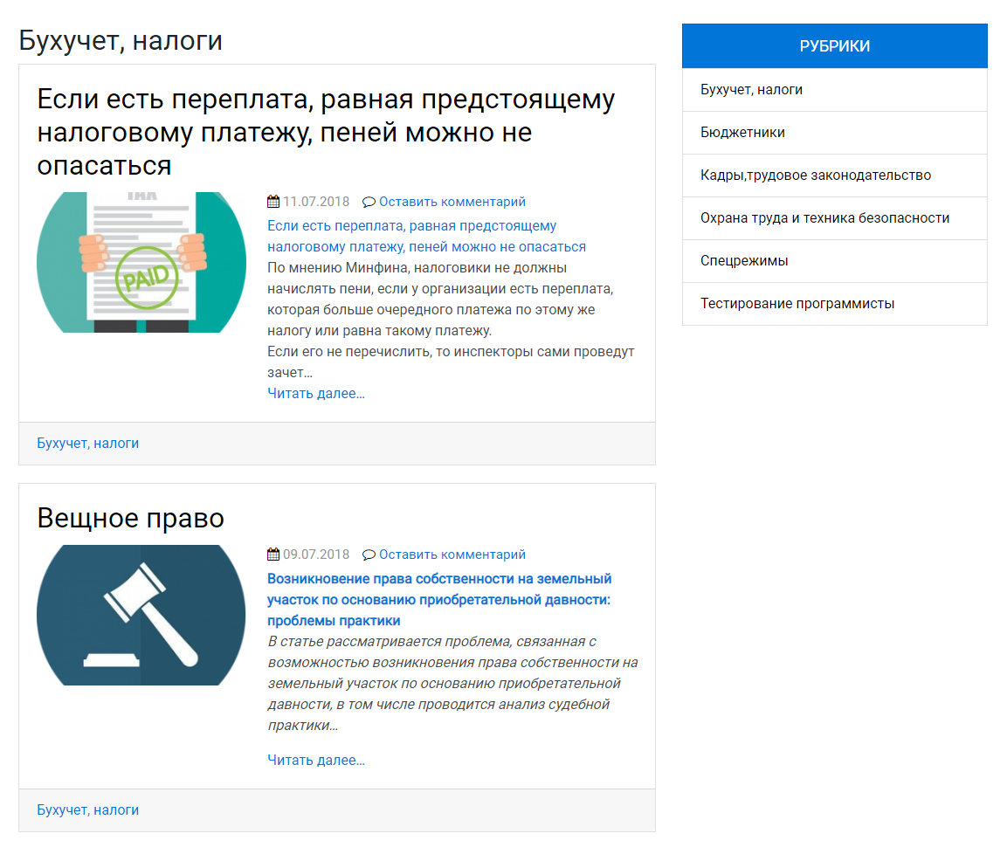 Бухучет, налоги
Если есть переплата, равная предстоящему
налоговому платежу, пеней можно не
опасаться
TAX
PAID
11.07.2018 Оставить комментарий
Если есть переплата, равная предстоящему
налоговому платежу, пеней можно не опасаться
По мнению Минфина, налоговики не должны
начислять пени, если у организации есть переплата,
которая больше очередного платежа по этому же
налогу или равна такому платежу.
Если его не перечислить, то инспекторы сами проведут
зачет…
Читать далее…
Бухучет, налоги
Вещное право
09.07.2018 Оставить комментарий
Возникновение права собственности на земельный
участок по основанию приобретательной давности:
проблемы практики
В статье рассматривается проблема, связанная с
возможностью возникновения права собственности на
земельный участок по основанию приобретательной
давности, в том числе проводится анализ судебной
практики…
Читать далее…
Бухучет, налоги
РУБРИКИ
Бухучет, налоги
Бюджетники
Кадры,трудовое законодательство
Охрана труда и техника безопасности
Спецрежимы
Тестирование программисты